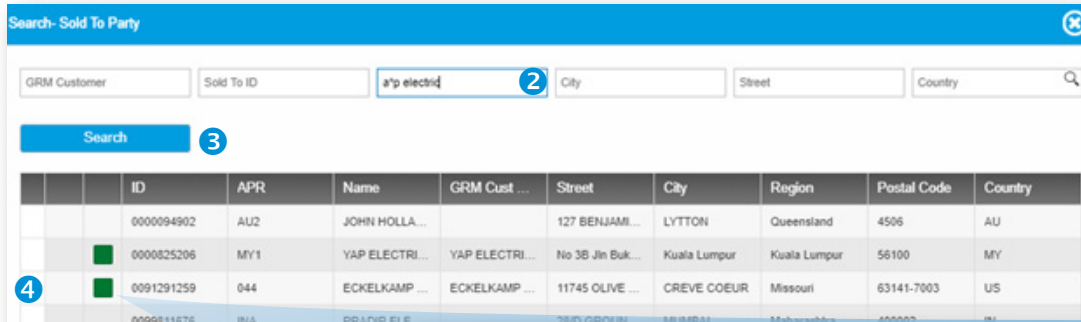 Search- Sold To Party
GRM Customer Sold To ID a*p electric 2 City Street Country
Search 3
ID APR Name GRM Cust ... Street City Region Postal Code Country
0000094902 AU2 JOHN HOLLA... 127 BENJAMI... LYTTON Queensland 4506 AU
0000825206 MY1 YAP ELECTRI... YAP ELECTRI... No 3B Jln Buk... Kuala Lumpur Kuala Lumpur 56100 MY
4 0091291259 044 ECKELKAMP ... ECKELKAMP ... 11745 OLIVE ... CREVE COEUR Missouri 63141-7003 US